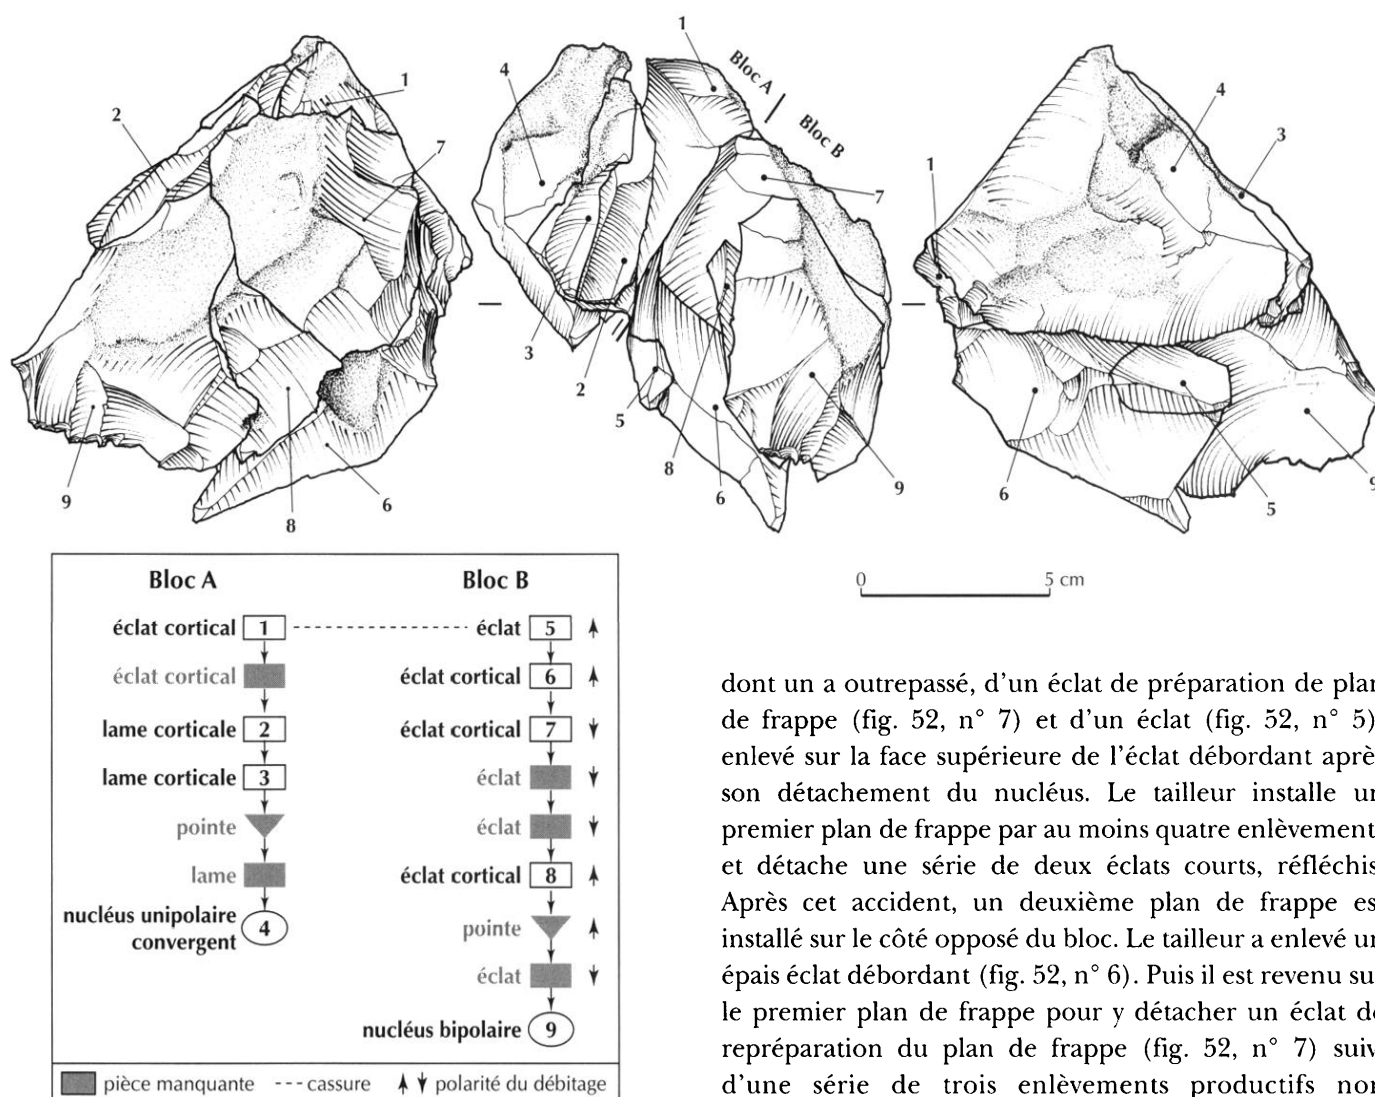 1
2
7
9
8
6
1
Bloc A
Bloc B
4
7
3
2
5
8
6
9
4
3
1
6
5
9
0 5 cm
Bloc A Bloc B
éclat cortical 1 éclat 5
éclat cortical éclat cortical 6
lame corticale 2 éclat cortical 7
lame corticale 3 éclat
pointe éclat
lame éclat cortical 8
nucléus unipolaire
convergent 4 pointe
éclat
nucléus bipolaire 9
pièce manquante cassure polarité du débitage
dont un a outrepassé, d'un éclat de préparation de plan
de frappe (fig. 52, n° 7) et d'un éclat (fig. 52, n° 5)
enlevé sur la face supérieure de l'éclat débordant aprè
son détachement du nucléus. Le tailleur installe un
premier plan de frappe par au moins quatre enlèvement
et détache une série de deux éclats courts, réfléchis
Après cet accident, un deuxième plan de frappe es
installé sur le côté opposé du bloc. Le tailleur a enlevé un
épais éclat débordant (fig. 52, n° 6). Puis il est revenu su
le premier plan de frappe pour y détacher un éclat de
repréparation du plan de frappe (fig. 52, n° 7) suiv
d'une série de trois enlèvements productifs non